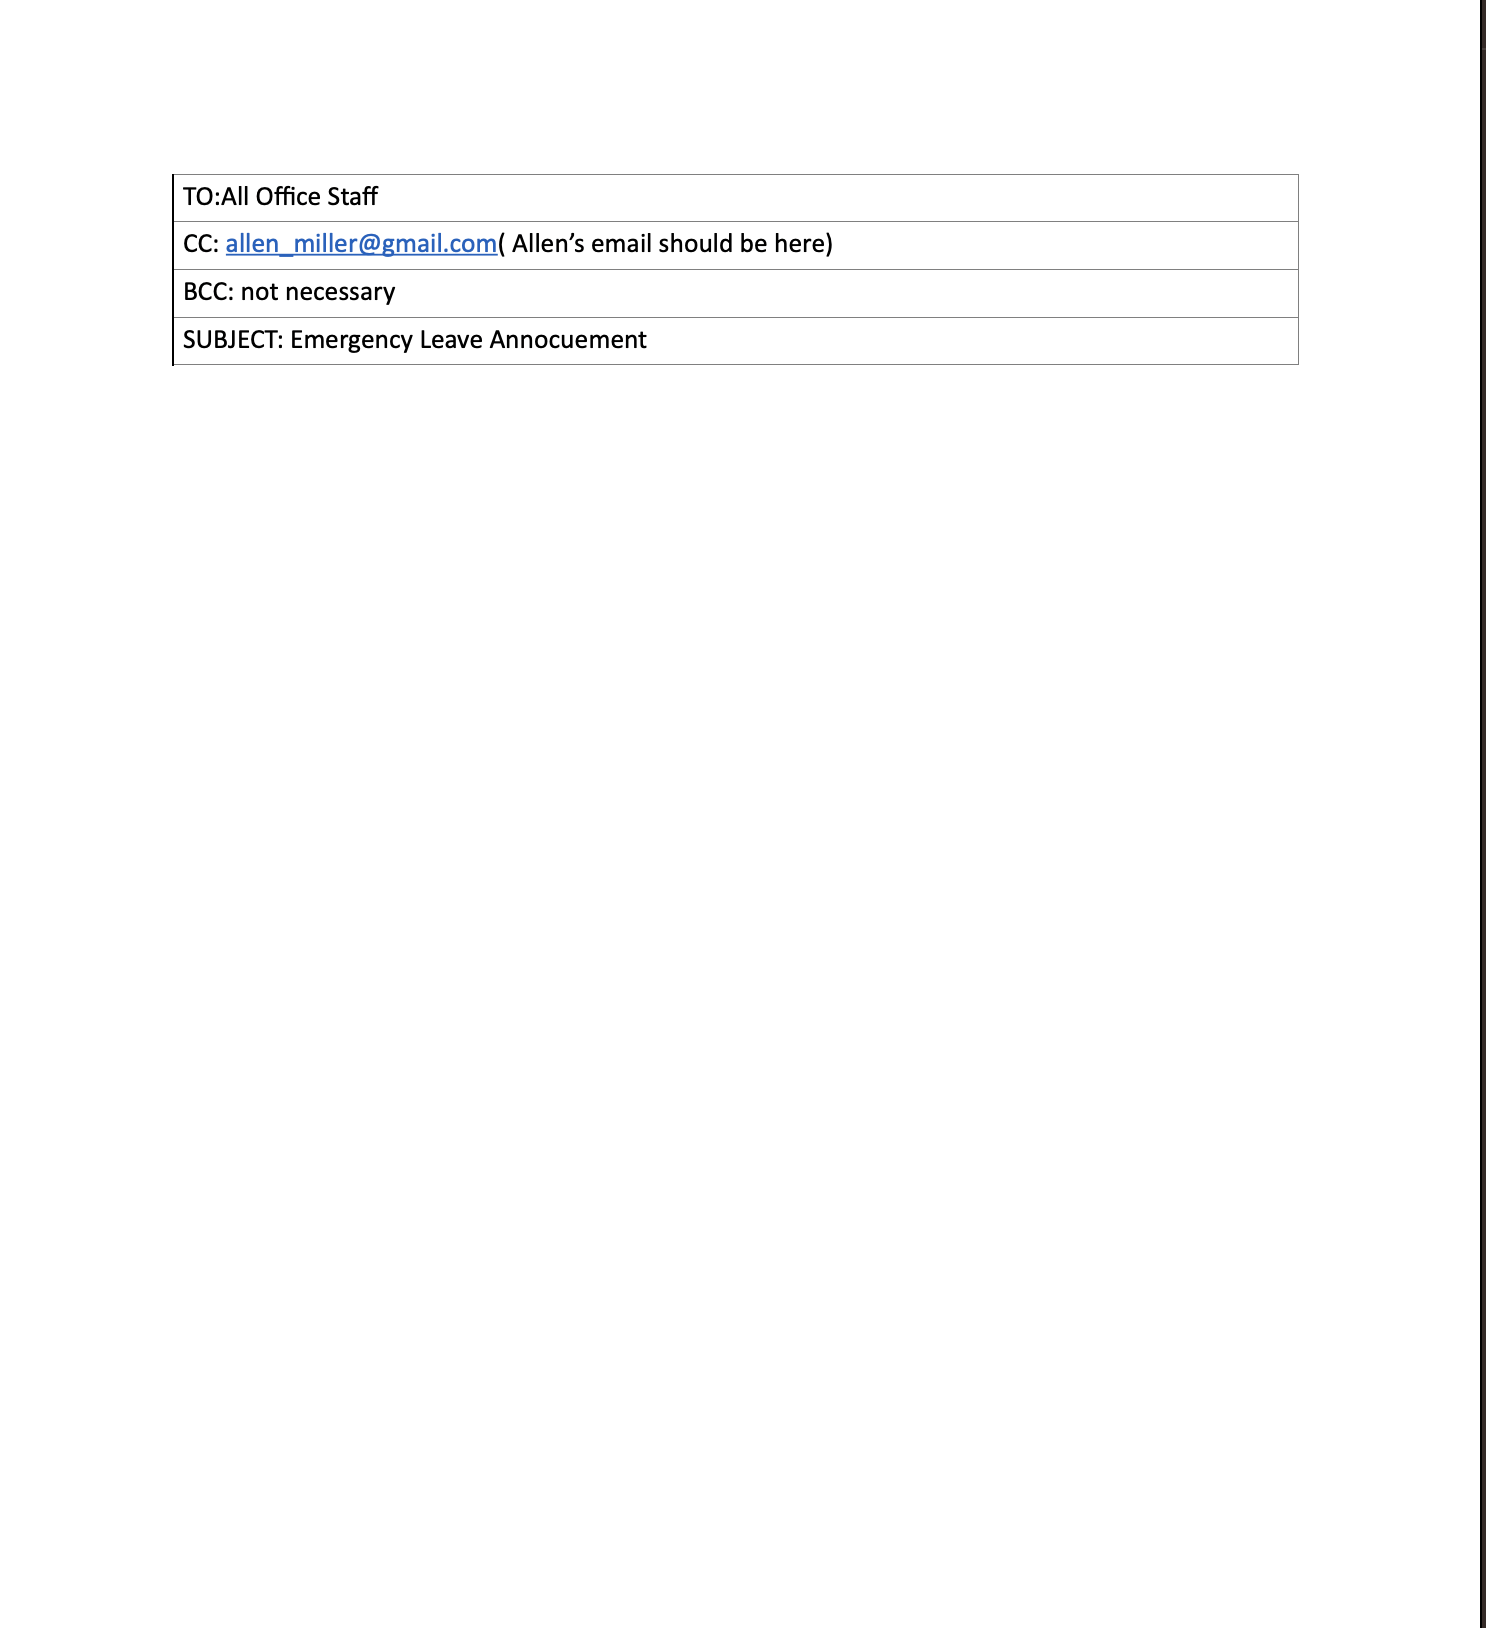 TO:All Office Staff
CC: allen_miller@gmail.com( Allen’s email should be here)
BCC: not necessary
SUBJECT: Emergency Leave Annocuement